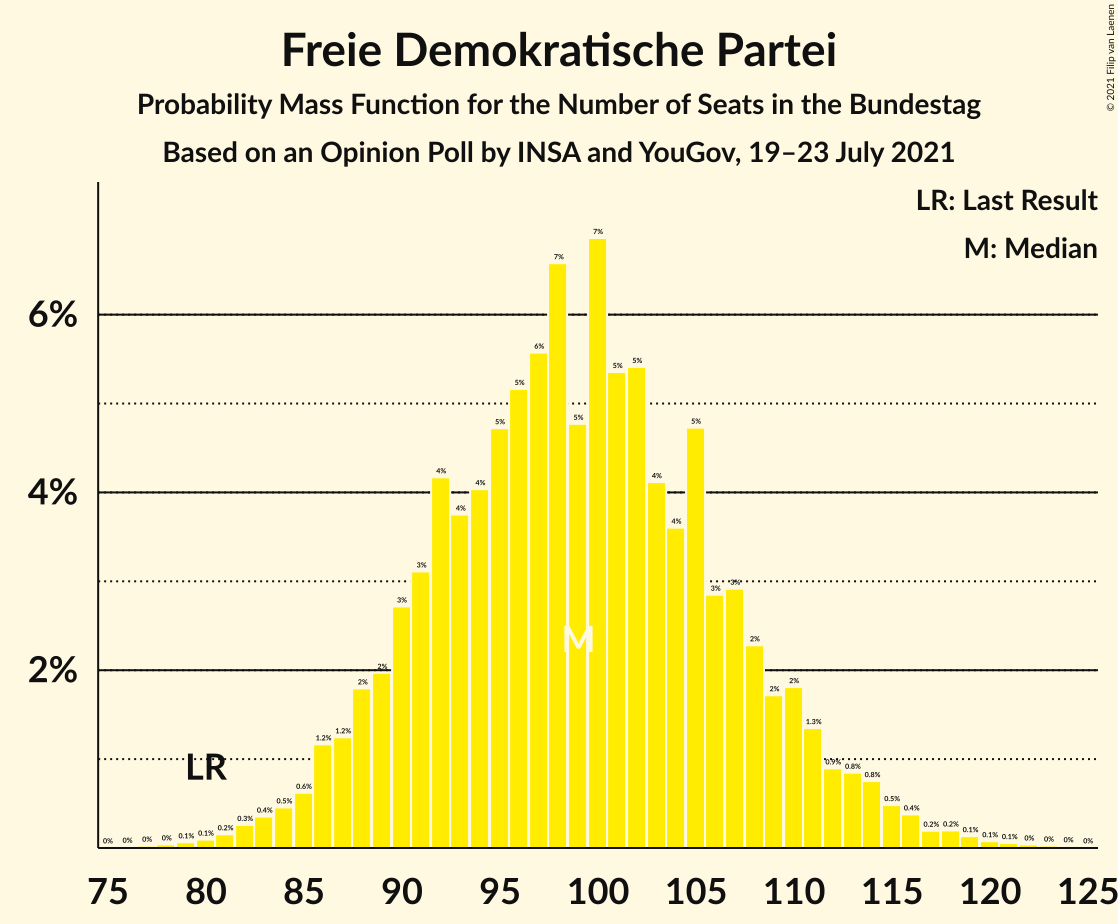 © 2021 Filip van Laenen
Freie Demokratische Partei
Probability Mass Function for the Number of Seats in the Bundestag
Based on an Opinion Poll by INSA and YouGov, 19–23 July 2021
LR: Last Result
M: Median
6%
4%
2%
0% 0% 0% 0% 0.1% 0.1% 0.2% 0.3% 0.4% 0.5% 0.6% 1.2% 1.2% 2% 2% 3% 3% 4% 4% 4% 5% 5% 6% 7% 5% 7% 5% 5% 4% 4% 5% 3% 3% 2% 2% 2% 1.3% 0.9% 0.8% 0.8% 0.5% 0.4% 0.2% 0.2% 0.1% 0.1% 0.1% 0% 0% 0% 0%
M
LR
75 80 85 90 95 100 105 110 115 120 125